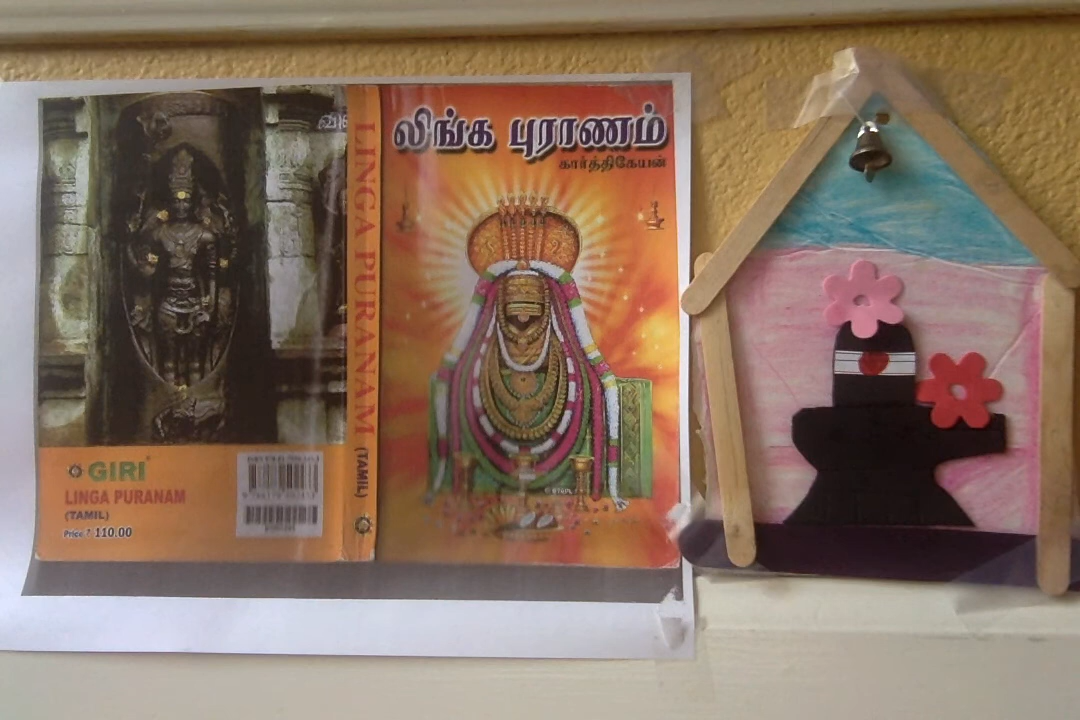 GIRI
LINGA PURANAM
(TAMIL)
Price ₹ 110.00
LINGA PURANAM (TAMIL)
லிங்க புராணம்
கார்த்திகேயன்